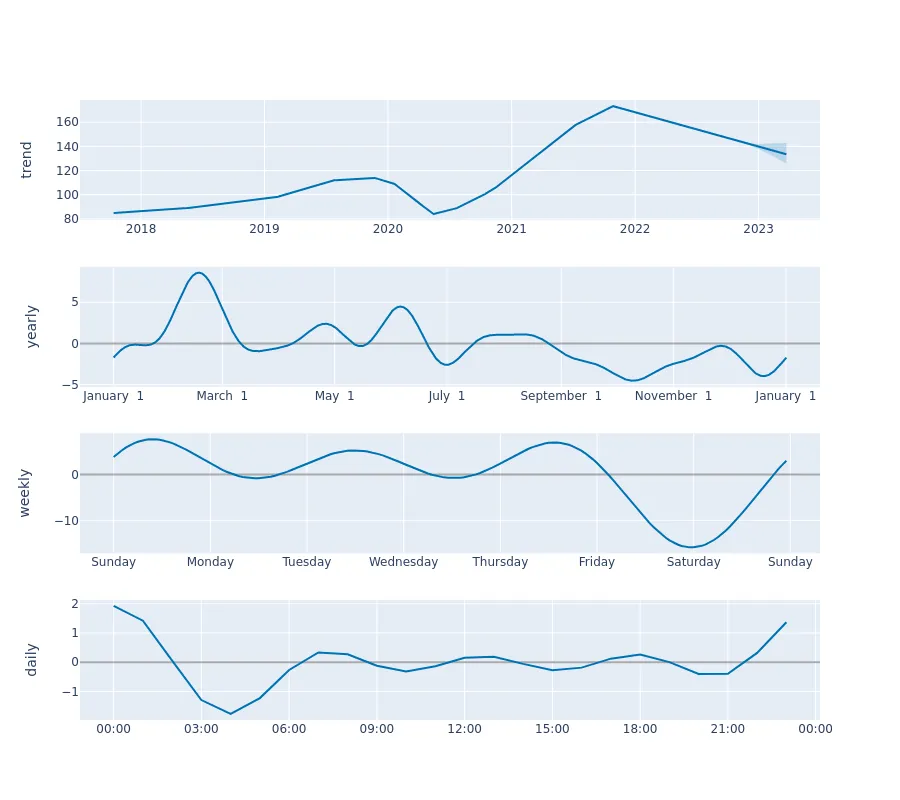 trend
160
140
120
100
80
2018 2019 2020 2021 2022 2023
yearly
5
0
−5
January 1 March 1 May 1 July 1 September 1 November 1 January 1
weekly
0
−10
Sunday Monday Tuesday Wednesday Thursday Friday Saturday Sunday
daily
2
1
0
−1
00:00 03:00 06:00 09:00 12:00 15:00 18:00 21:00 00:00